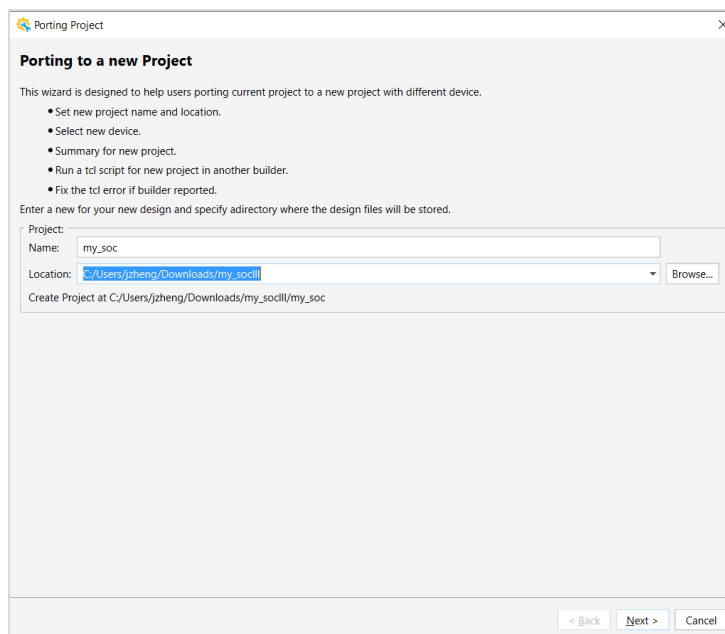 Porting Project
Porting to a new Project
This wizard is designed to help users porting current project to a new project with different device.
• Set new project name and location.
• Select new device.
• Summary for new project.
• Run a tcl script for new project in another builder.
• Fix the tcl error if builder reported.
Enter a new for your new design and specify adirectory where the design files will be stored.
Project:
Name: my_soc
Location: C:/Users/jzheng/Downloads/my_soclll Browse...
Create Project at C:/Users/jzheng/Downloads/my_soclll/my_soc
< Back Next > Cancel